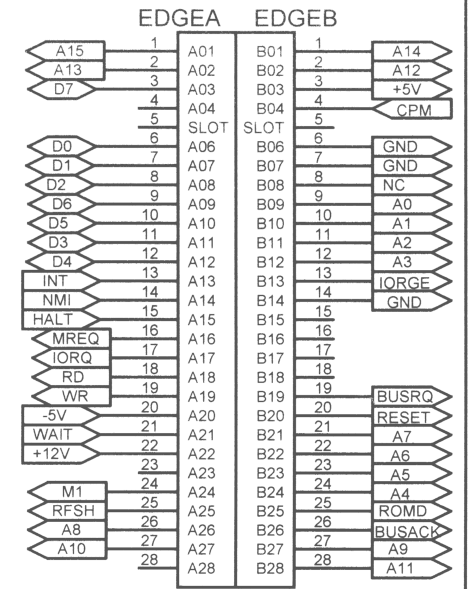 EDGEA EDGEB
A15 1 A01 B01 1 A14
A13 2 A02 B02 2 A12
D7 3 A03 B03 3 +5V
4 A04 B04 4 CPM
5 SLOT SLOT 5
D0 6 A06 B06 6 GND
D1 7 A07 B07 7 GND
D2 8 A08 B08 8 NC
D6 9 A09 B09 9 A0
D5 10 A10 B10 10 A1
D3 11 A11 B11 11 A2
D4 12 A12 B12 12 A3
INT 13 A13 B13 13 IORGE
NMI 14 A14 B14 14 GND
HALT 15 A15 B15 15
MREQ 16 A16 B16 16
IORQ 17 A17 B17 17
RD 18 A18 B18 18
WR 19 A19 B19 19 BUSRQ
-5V 20 A20 B20 20 RESET
WAIT 21 A21 B21 21 A7
+12V 22 A22 B22 22 A6
23 A23 B23 23 A5
M1 24 A24 B24 24 A4
RFSH 25 A25 B25 25 ROMD
A8 26 A26 B26 26 BUSACK
A10 27 A27 B27 27 A9
28 A28 B28 28 A11